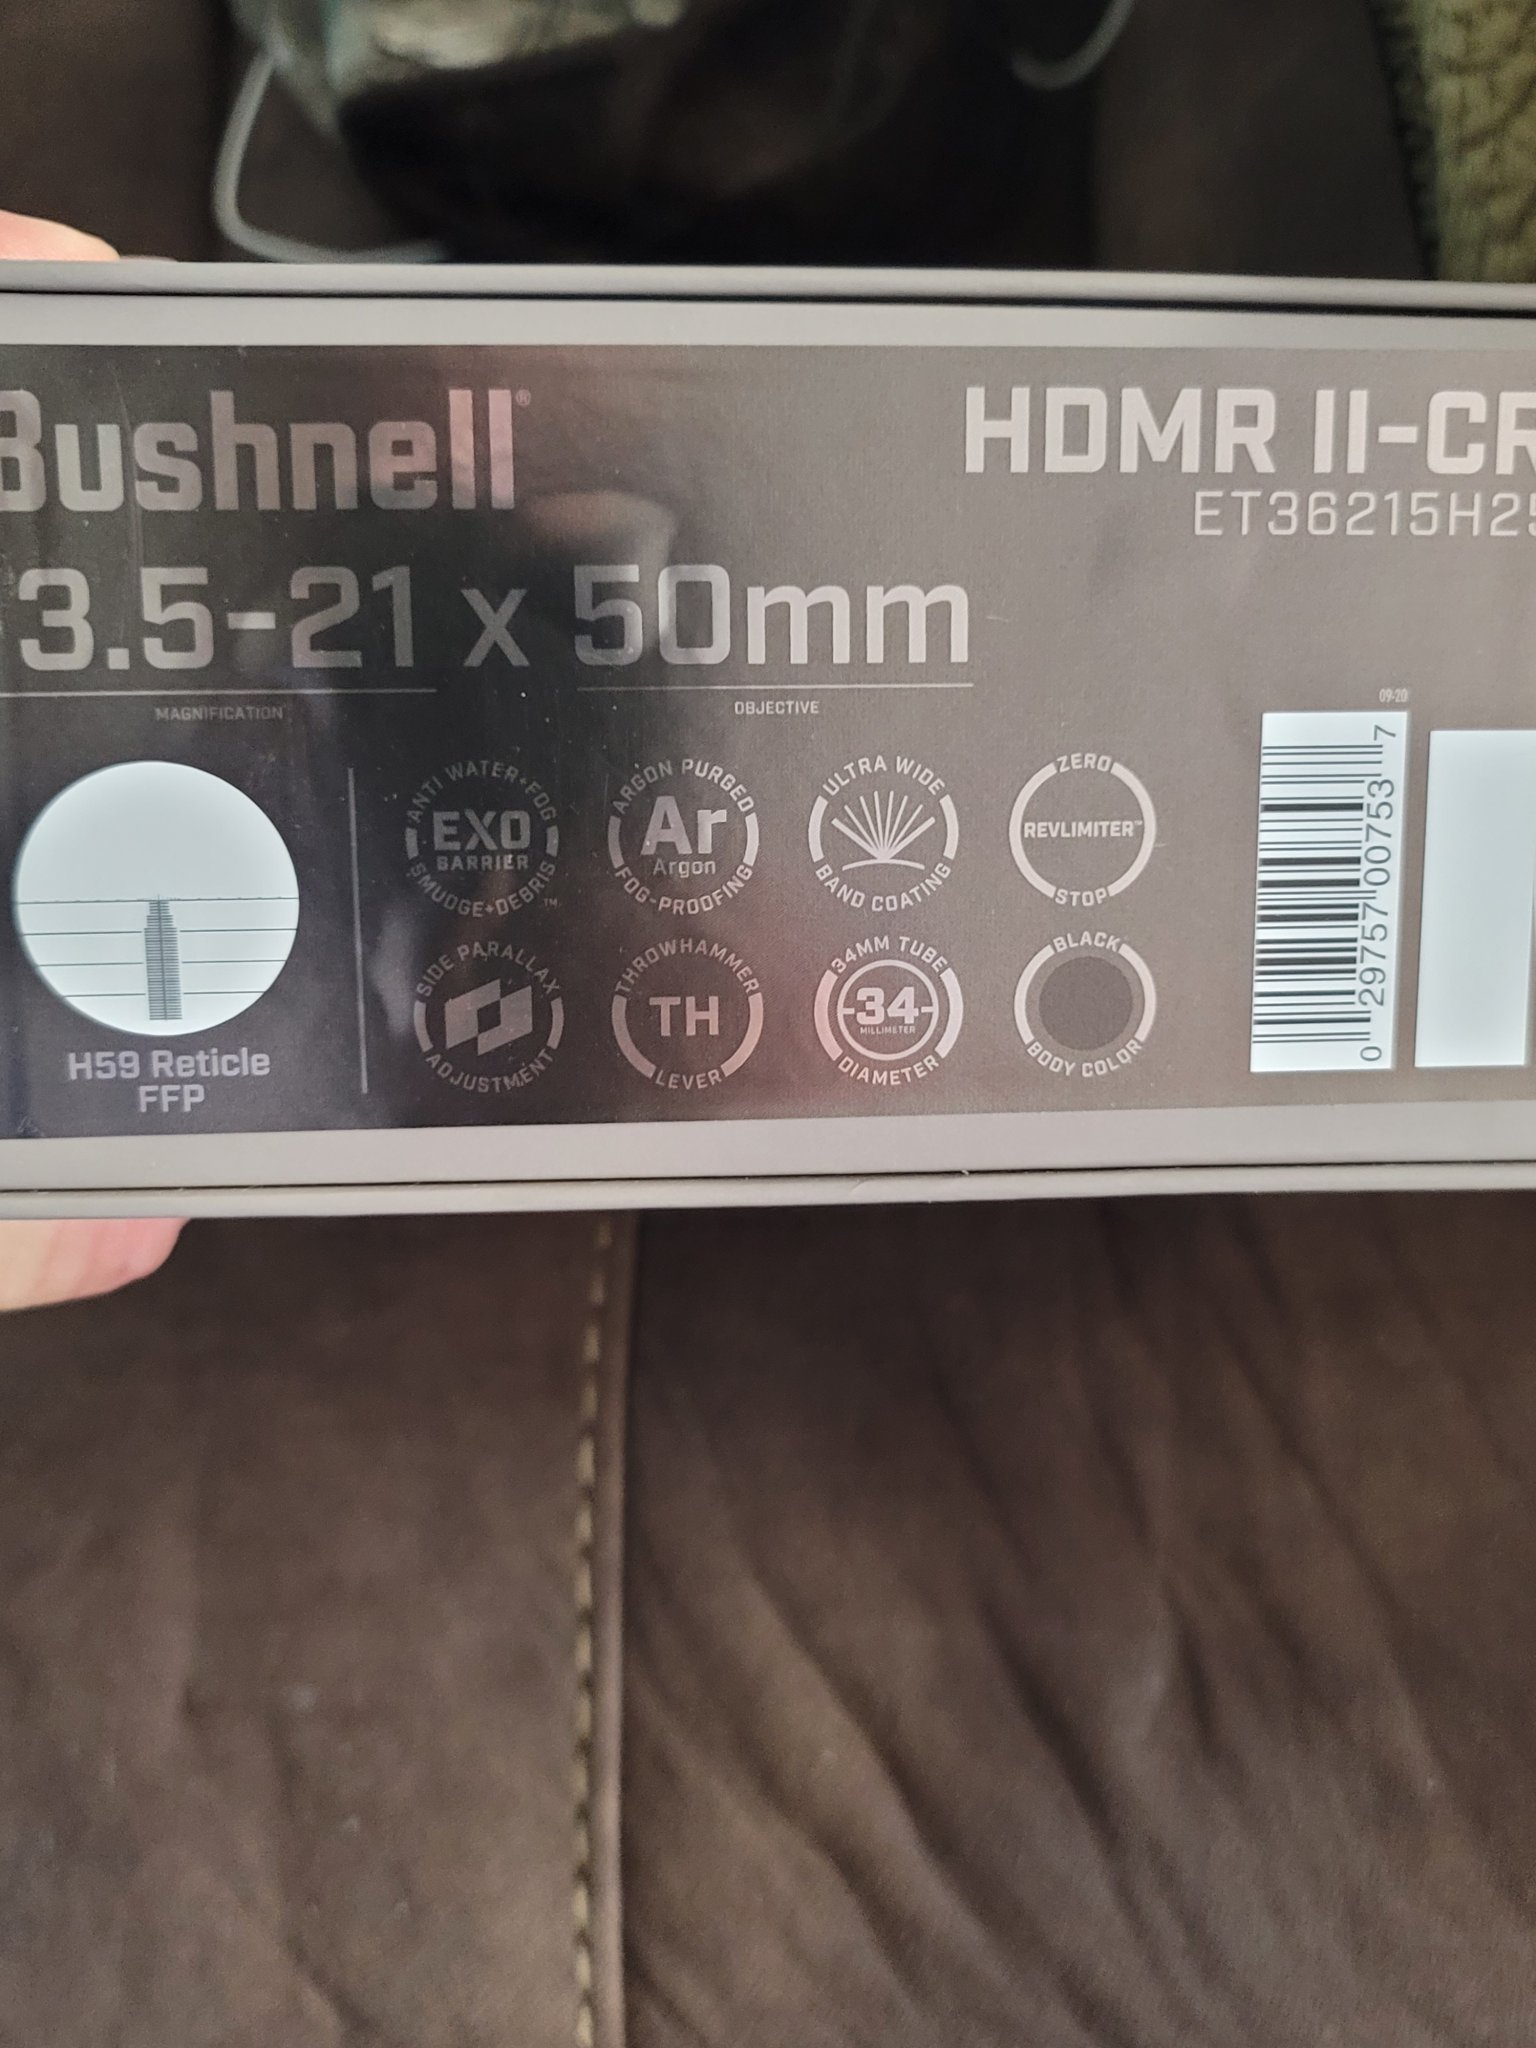 Bushnell®
HDMR II-CR
ET36215H25
3.5-21 x 50mm
MAGNIFICATION
OBJECTIVE
09-20
H59 Reticle
FFP
ANTI WATER+FOG
EXO
BARRIER
SMUDGE+DEBRIS™
ARGON PURGED
Ar
Argon
FOG-PROOFING
ULTRA WIDE
BAND COATING
ZERO
REVLIMITER™
STOP
SIDE PARALLAX
ADJUSTMENT
THROWHAMMER
TH
LEVER
34MM TUBE
-34-
MILLIMETER
DIAMETER
BLACK
BODY COLOR
0 29757 00753 7